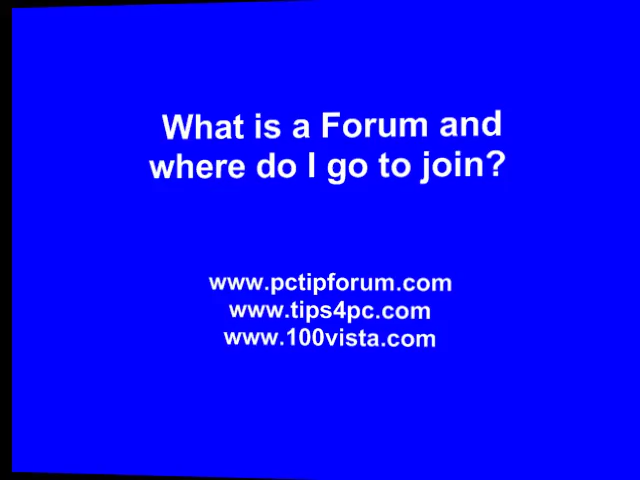 What is a Forum and
where do I go to join?
www.pctipforum.com
www.tips4pc.com
www.100vista.com